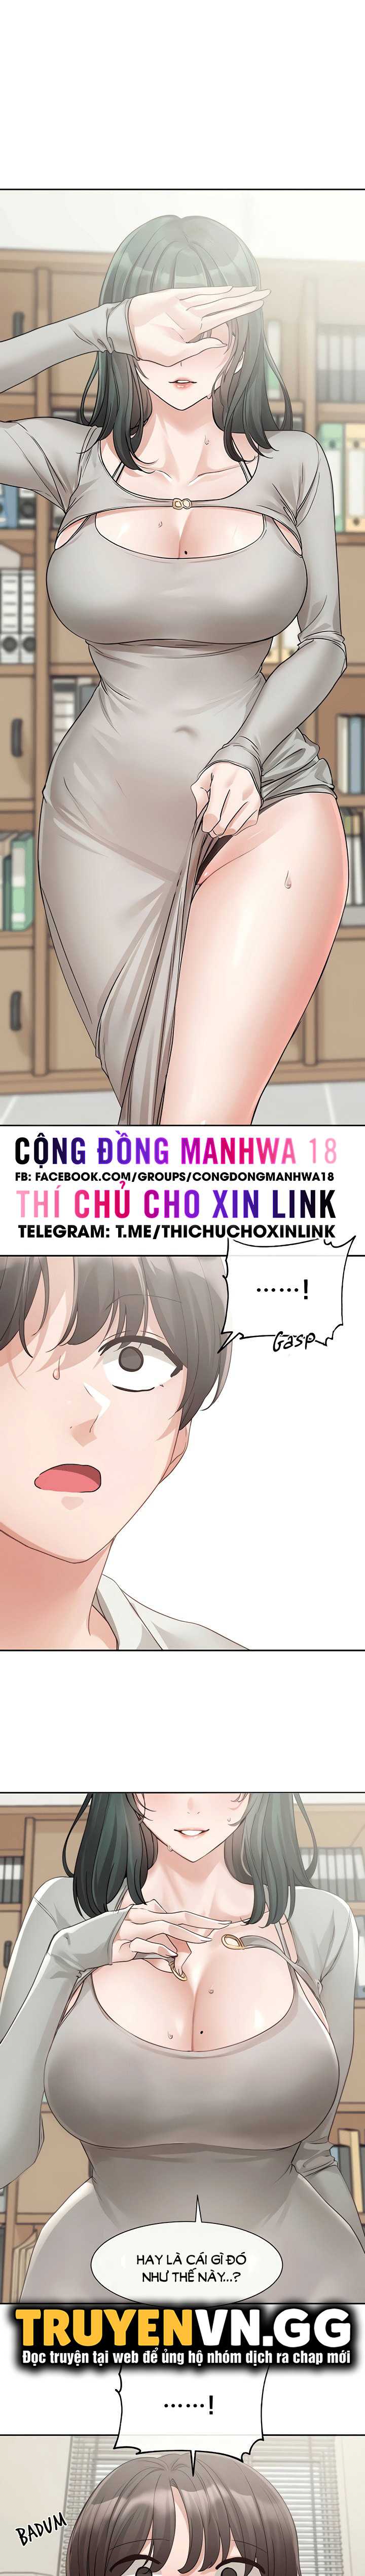 CỘNG ĐỒNG MANHWA 18
FB: FACEBOOK.COM/GROUPS/CONGDONGMANHWA18
THÍ CHỦ CHO XIN LINK
TELEGRAM: T.ME/THICHUCHOXINLINK
......!
Gasp
HAY LÀ CÁI GÌ ĐÓ
NHƯ THẾ NÀY...?
TRUYENVN.GG
Đọc truyện tại web để ủng hộ nhóm dịch ra chap mới
......!
BADUM